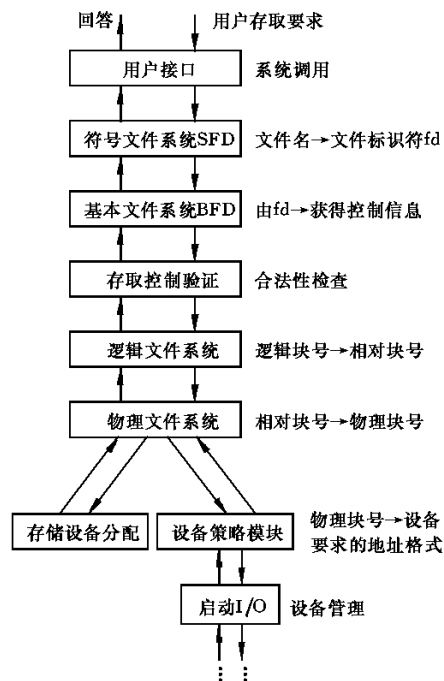 回答 用户存取要求
用户接口 系统调用
符号文件系统SFD 文件名→文件标识符fd
基本文件系统BFD 由fd→获得控制信息
存取控制验证 合法性检查
逻辑文件系统 逻辑块号→相对块号
物理文件系统 相对块号→物理块号
存储设备分配 设备策略模块 物理块号→设备
要求的地址格式
启动I/O 设备管理